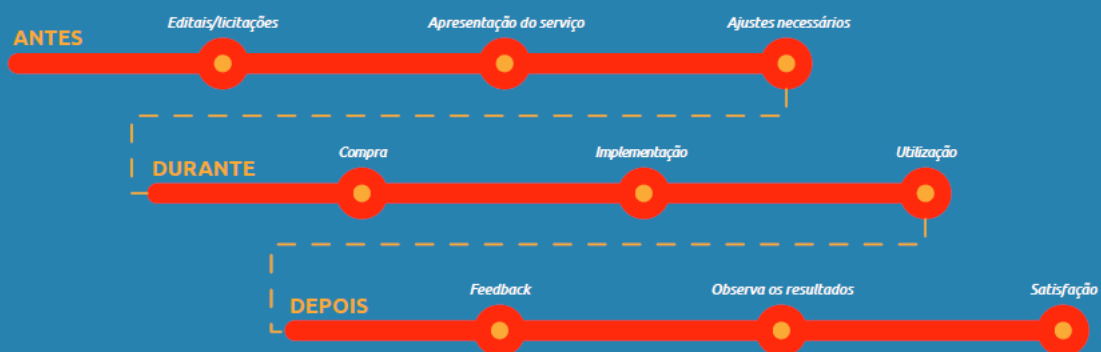 Editais/licitações
Apresentação do serviço
Ajustes necessários
ANTES
Compra
Implementação
Utilização
DURANTE
Feedback
Observa os resultados
Satisfação
DEPOIS